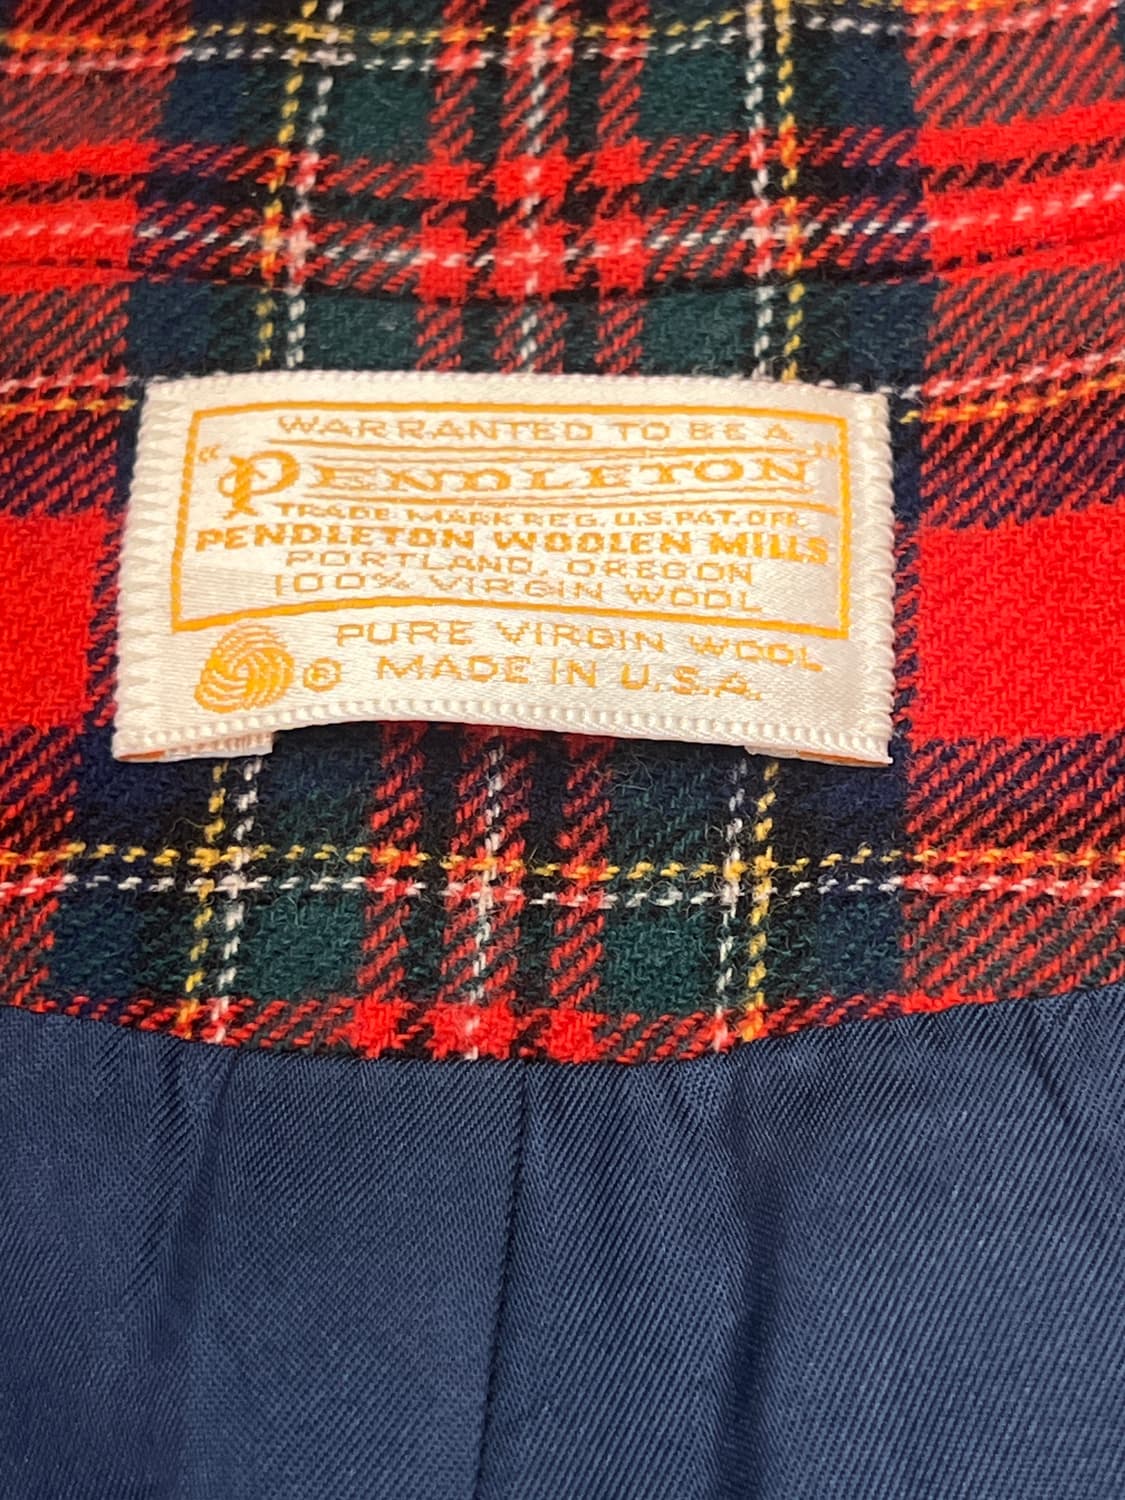 WARRANTED TO BE A
"PENDLETON"
TRADE MARK REG. U.S. PAT. OFF.
PENDLETON WOOLEN MILLS
PORTLAND, OREGON
100% VIRGIN WOOL
PURE VIRGIN WOOL
® MADE IN U.S.A.